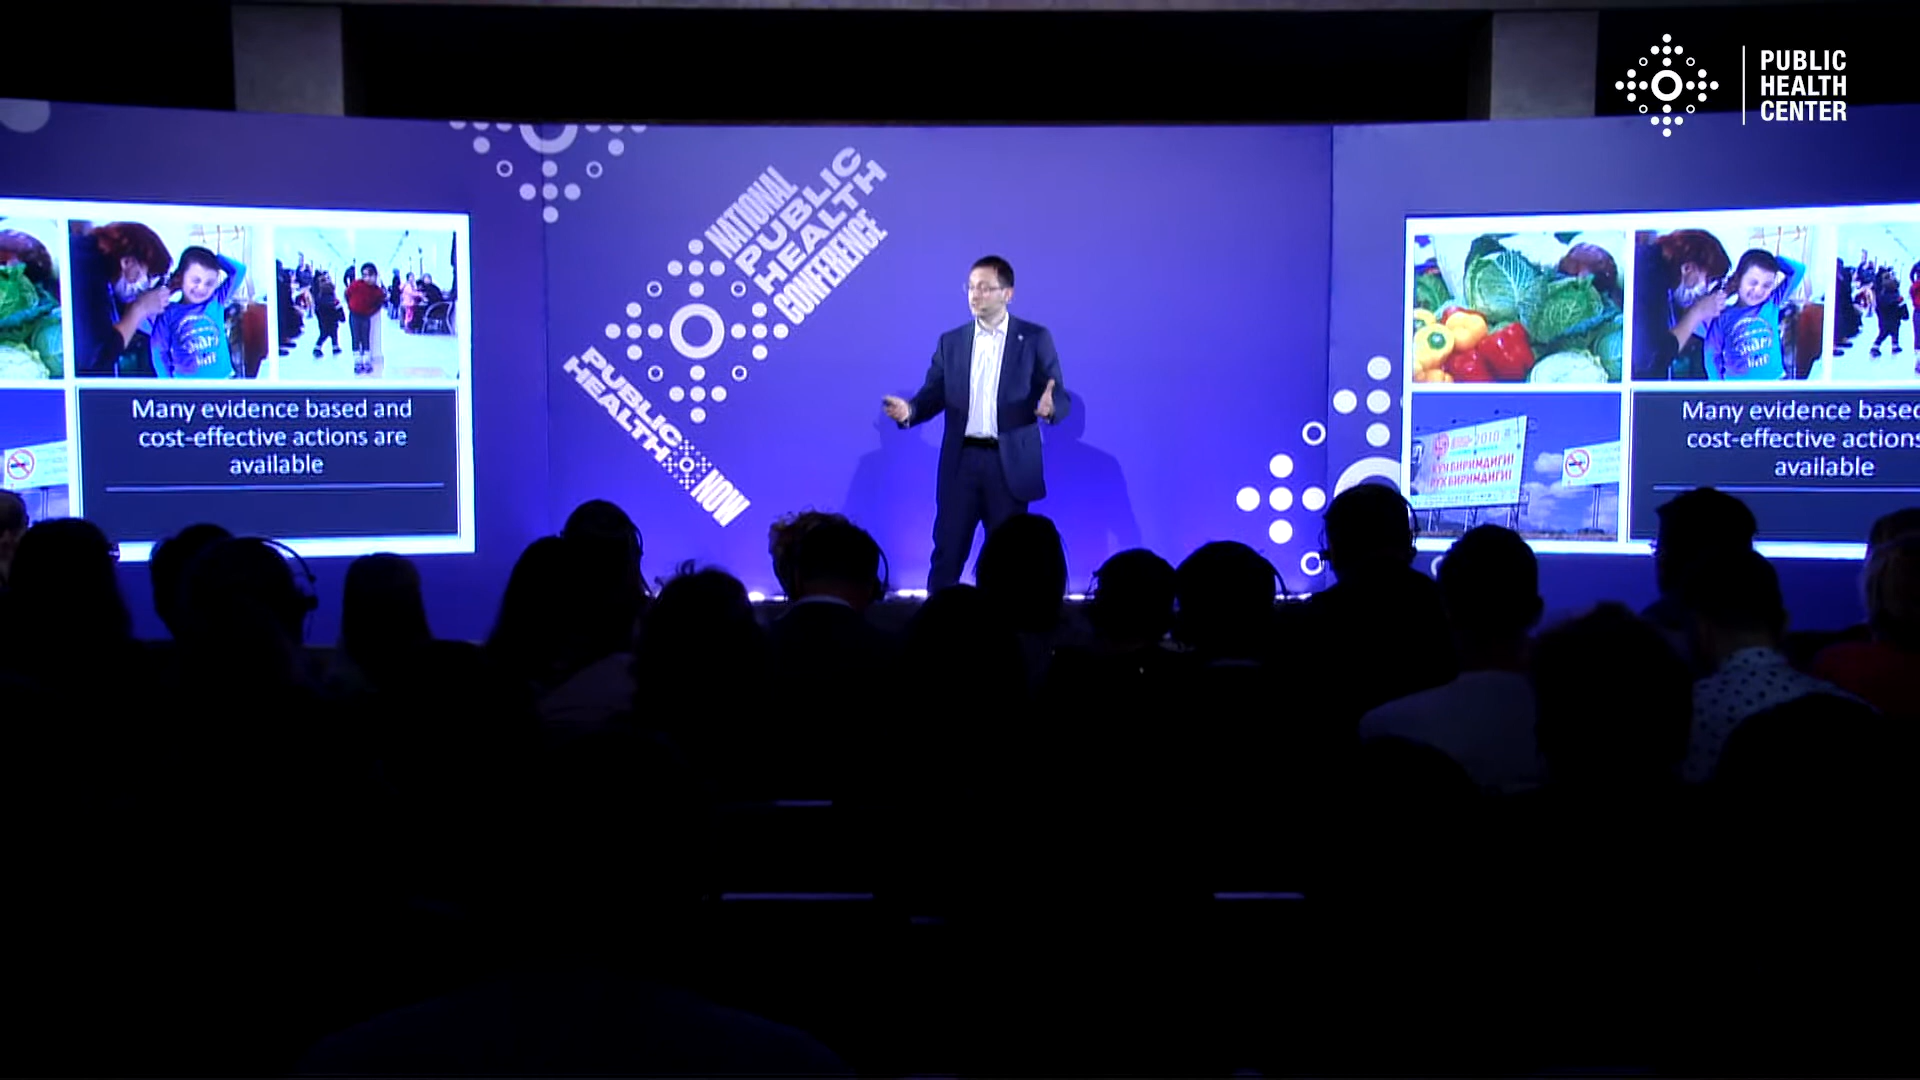 PUBLIC
HEALTH
CENTER
NATIONAL
PUBLIC
HEALTH
CONFERENCE
PUBLIC
HEALTH
NOW
Many evidence based and
cost-effective actions are
available
Many evidence based
cost-effective actions
available
2010